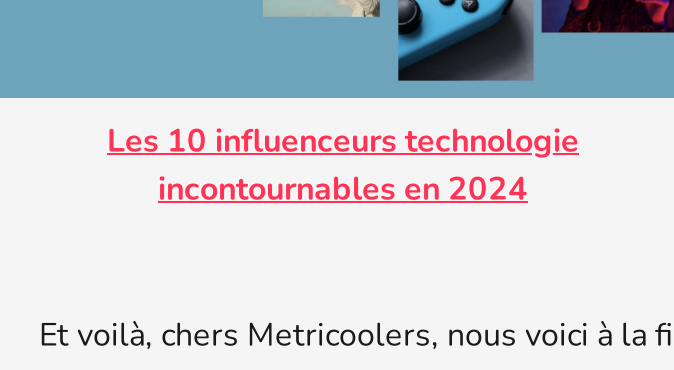 Les 10 influenceurs technologie
incontournables en 2024
Et voilà, chers Metricoolers, nous voici à la